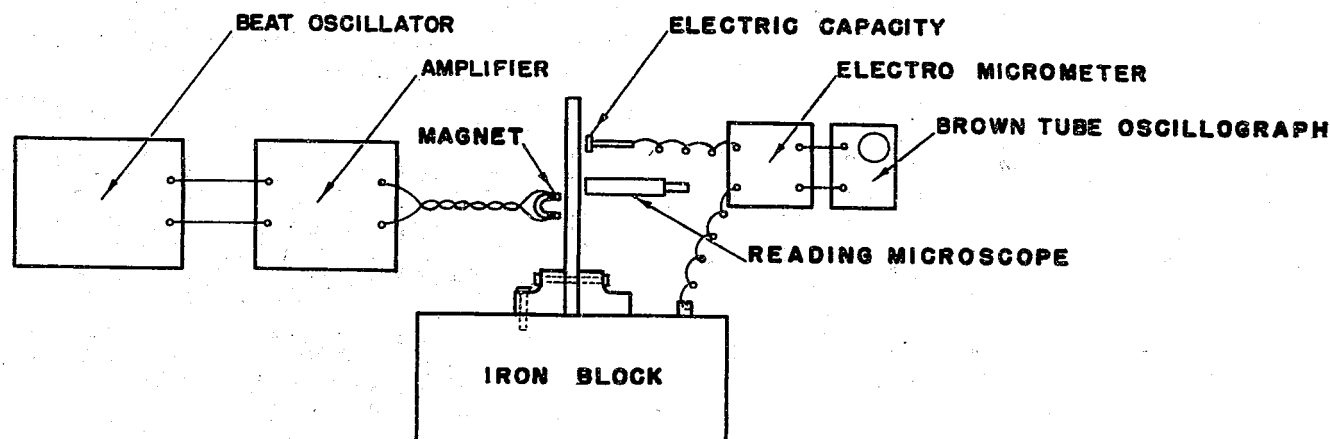 BEAT OSCILLATOR
ELECTRIC CAPACITY
AMPLIFIER
ELECTRO MICROMETER
MAGNET
BROWN TUBE OSCILLOGRAPH
READING MICROSCOPE
IRON BLOCK